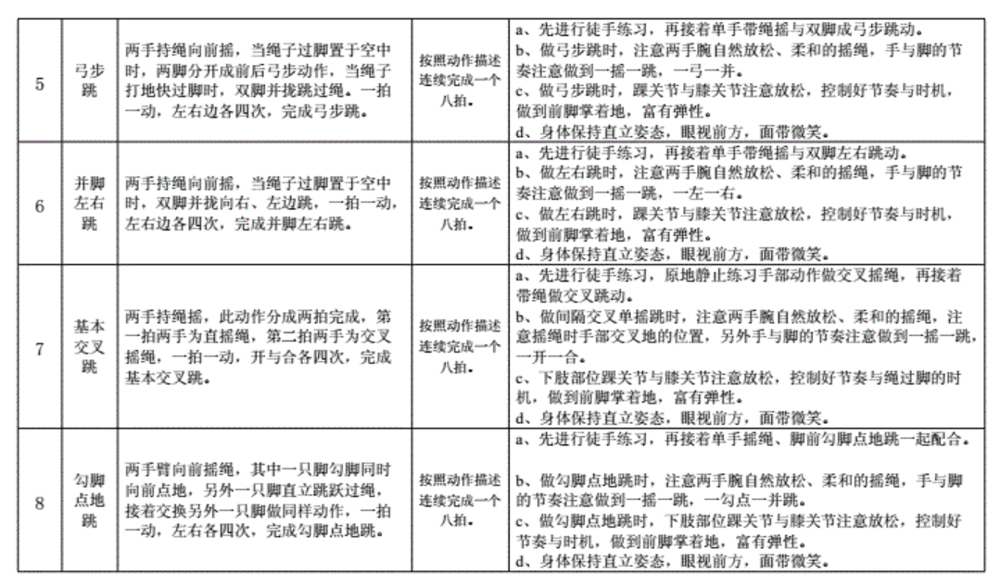 5
弓步
跳
两手持绳向前摇，当绳子过脚置于空中
时，两脚分开成前后弓步动作，当绳子
打地快过脚时，双脚并拢跳过绳。一拍
一动，左右边各四次，完成弓步跳。
按照动作描述
连续完成一个
八拍。
a、先进行徒手练习，再接着单手带绳摇与双脚成弓步跳动。
b、做弓步跳时，注意两手腕自然放松、柔和的摇绳，手与脚的节
奏注意做到一摇一跳，一弓一并。
c、做弓步跳时，踝关节与膝关节注意放松，控制好节奏与时机，
做到前脚掌着地，富有弹性。
d、身体保持直立姿态，眼视前方，面带微笑。
6
并脚
左右
跳
两手持绳向前摇，当绳子过脚置于空中
时，双脚并拢向右、左边跳，一拍一动，
左右边各四次，完成并脚左右跳。
按照动作描述
连续完成一个
八拍。
a、先进行徒手练习，再接着单手带绳摇与双脚左右跳动。
b、做左右跳时，注意两手腕自然放松、柔和的摇绳，手与脚的节
奏注意做到一摇一跳，一左一右。
c、做左右跳时，踝关节与膝关节注意放松，控制好节奏与时机，
做到前脚掌着地，富有弹性。
d、身体保持直立姿态，眼视前方，面带微笑。
7
基本
交叉
跳
两手持绳摇，此动作分成两拍完成，第
一拍两手为直摇绳，第二拍两手为交叉
摇绳，一拍一动，开与合各四次，完成
基本交叉跳。
按照动作描述
连续完成一个
八拍。
a、先进行徒手练习，原地静止练习手部动作做交叉摇绳，再接着
带绳做交叉跳动。
b、做间隔交叉单摇跳时，注意两手腕自然放松、柔和的摇绳，注
意摇绳时手部交叉地的位置，另外手与脚的节奏注意做到一摇一跳，
一开一合。
c、下肢部位踝关节与膝关节注意放松，控制好节奏与绳过脚的时
机，做到前脚掌着地，富有弹性。
d、身体保持直立姿态，眼视前方，面带微笑。
8
勾脚
点地
跳
两手臂向前摇绳，其中一只脚勾脚同时
向前点地，另外一只脚直立跳跃过绳，
接着交换另外一只脚做同样动作，一拍
一动，左右各四次，完成勾脚点地跳。
按照动作描述
连续完成一个
八拍。
a、先进行徒手练习，再接着单手摇绳、脚前勾脚点地跳一起配合。
b、做勾脚点地跳时，注意两手腕自然放松、柔和的摇绳，手与脚
的节奏注意做到一摇一跳，一勾点一并跳。
c、做勾脚点地跳时，下肢部位踝关节与膝关节注意放松，控制好
节奏与时机，做到前脚掌着地，富有弹性。
d、身体保持直立姿态，眼视前方，面带微笑。